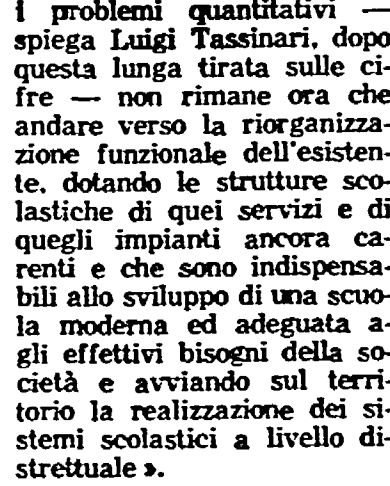 i problemi quantitativi —
spiega Luigi Tassinari, dopo
questa lunga tirata sulle ci-
fre — non rimane ora che
andare verso la riorganizza-
zione funzionale dell'esisten-
te, dotando le strutture sco-
lastiche di quei servizi e di
quegli impianti ancora ca-
renti e che sono indispensa-
bili allo sviluppo di una scuo-
la moderna ed adeguata a-
gli effettivi bisogni della so-
cietà e avviando sul terri-
torio la realizzazione dei si-
stemi scolastici a livello di-
strettuale ».